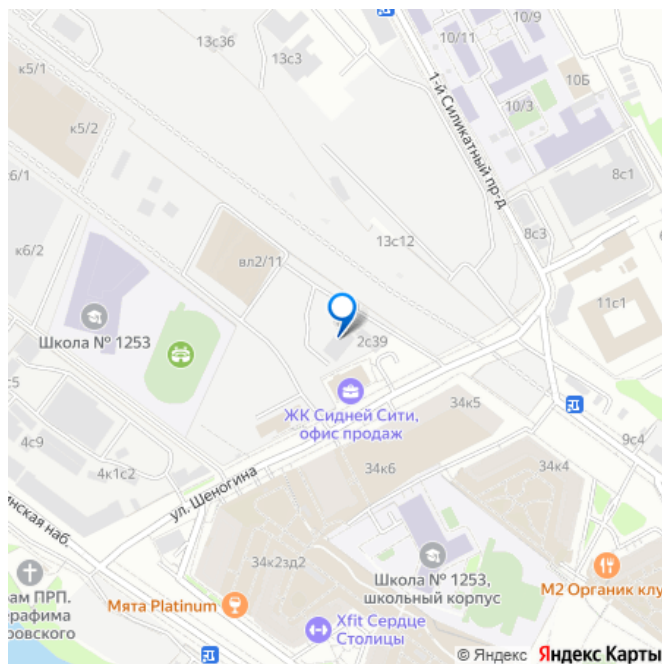 10/9
10/11
13с36
13с3
к5/1
10Б
1-й Силикатный пр-д
10/3
к5/2
8с1
6/1
8с3
13с12
к6/2
вл2/11
11с1
Школа № 1253
2с39
ЖК Сидней Сити,
офис продаж
34к5
с5
9с4
4с9
34к6
34к4
4к1с2
ул. Шеногина
нская наб.
34к2зд2
Школа № 1253,
школьный корпус
М2 Органик клу
ам ПРП.
ерафима
ровского
Мята Platinum
Xfit Сердце
Столицы
© Яндекс Яндекс Карты